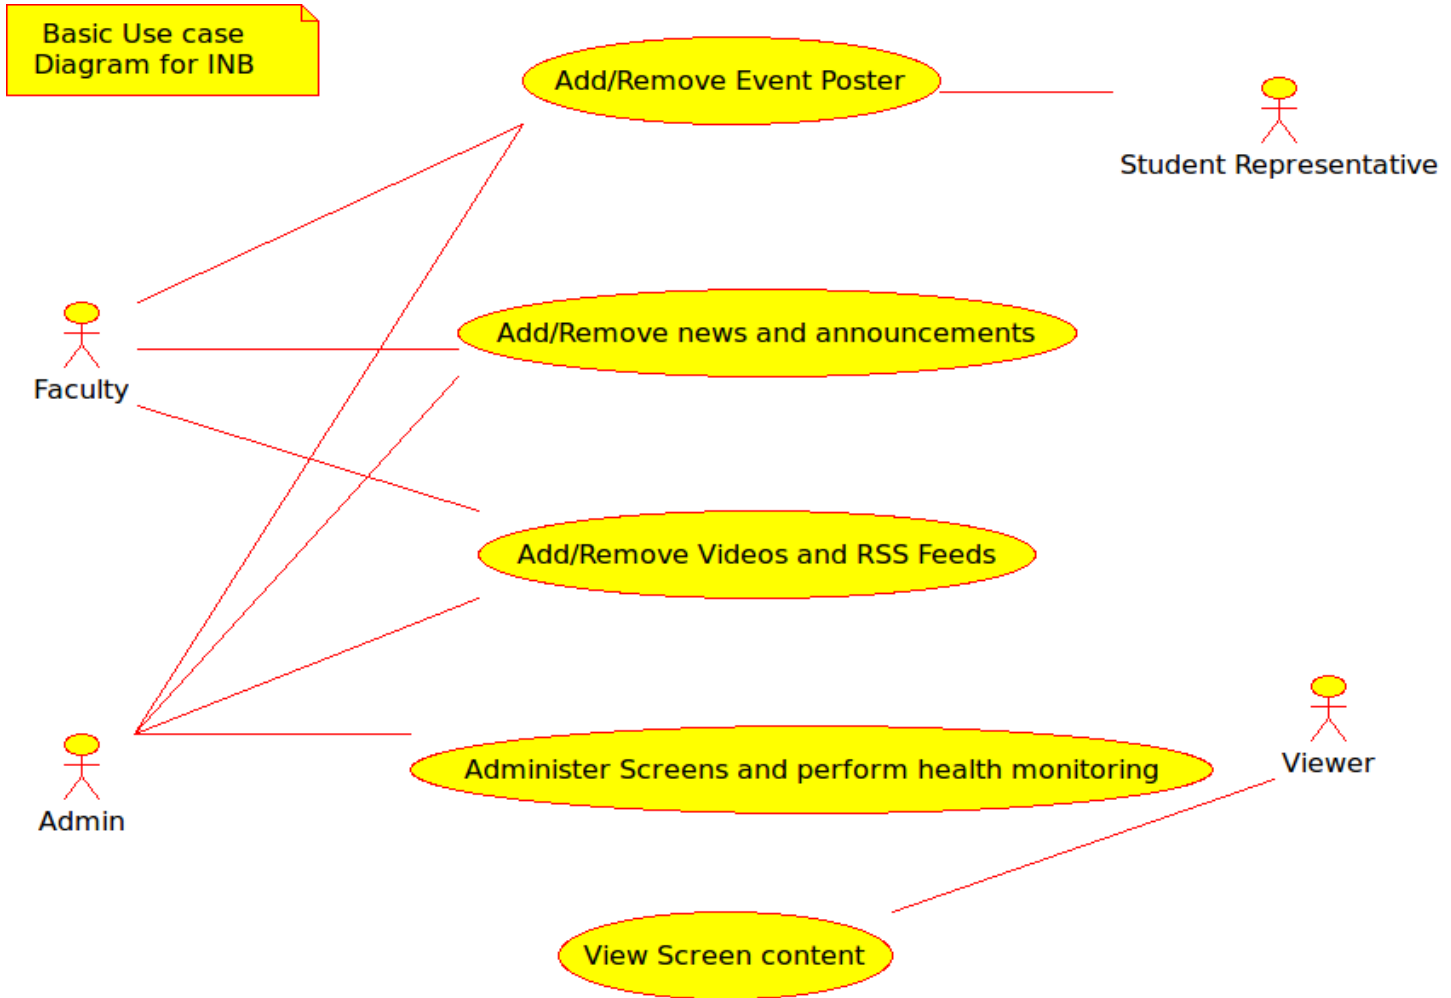 Basic Use case
Diagram for INB
Add/Remove Event Poster
Student Representative
Add/Remove news and announcements
Faculty
Add/Remove Videos and RSS Feeds
Administer Screens and perform health monitoring
Viewer
Admin
View Screen content